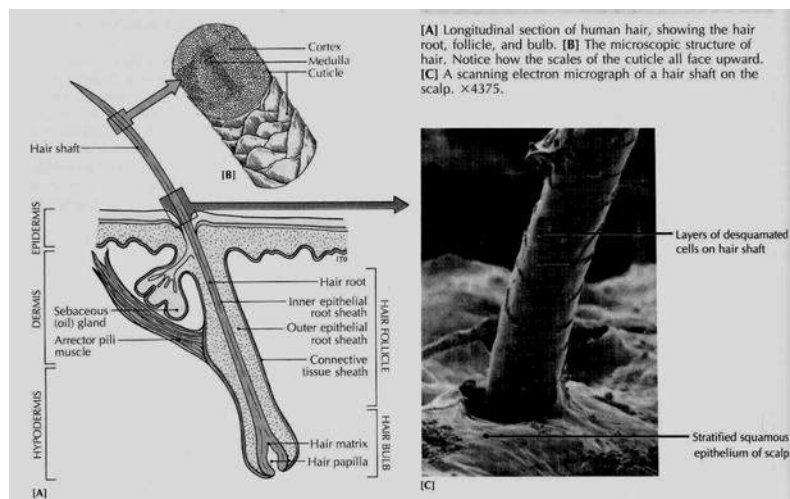 [A] Longitudinal section of human hair, showing the hair
root, follicle, and bulb. [B] The microscopic structure of
hair. Notice how the scales of the cuticle all face upward.
[C] A scanning electron micrograph of a hair shaft on the
scalp. ×4375.
Cortex
Medulla
Cuticle
[B]
Hair shaft
EPIDERMIS
DERMIS
HYPODERMIS
Sebaceous
(oil) gland
Arrector pili
muscle
Hair root
Inner epithelial
root sheath
Outer epithelial
root sheath
Connective
tissue sheath
HAIR FOLLICLE
Hair matrix
Hair papilla
HAIR BULB
[A]
Layers of desquamated
cells on hair shaft
Stratified squamous
epithelium of scalp
[C]